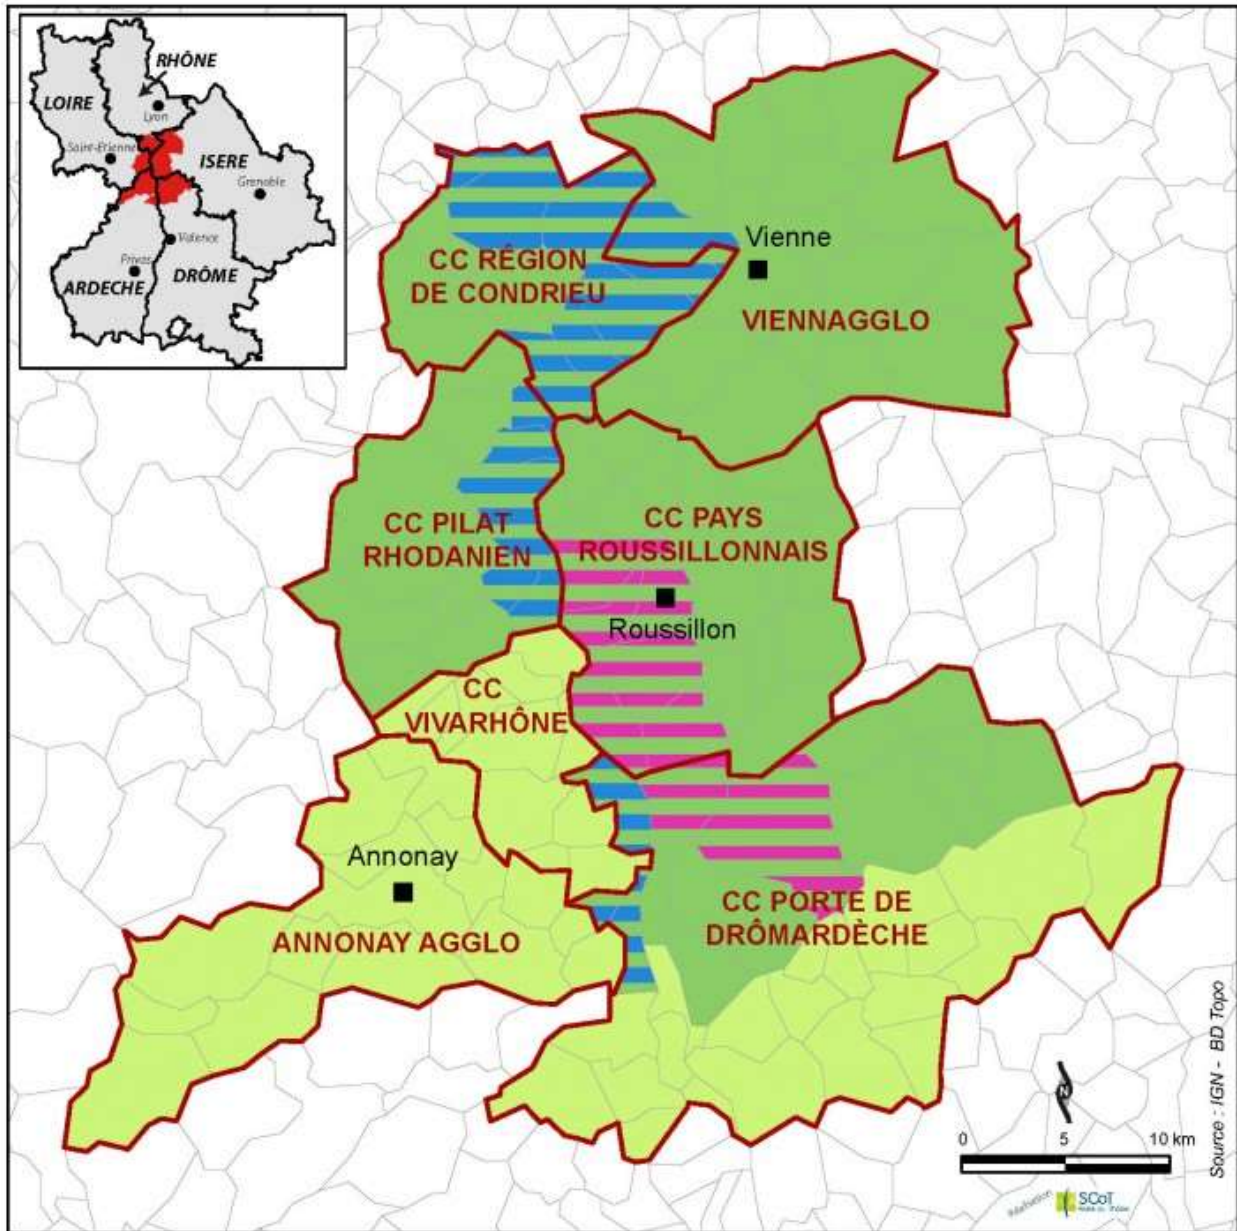 RHÔNE
LOIRE
Lyon
Saint-Etienne
ISERE
Grenoble
Valence
Privas
ARDECHE
DRÔME
Vienne
CC RÉGION
DE CONDRIEU
VIENNAGGLO
CC PILAT
RHODANIEN
CC PAYS
ROUSSILLONNAIS
Roussillon
CC
VIVARHÔNE
Annonay
ANNONAY AGGLO
CC PORTE DE
DRÔMARDÈCHE
N
0 5 10 km
Source : IGN - BD Topo
Réalisation
SCoT